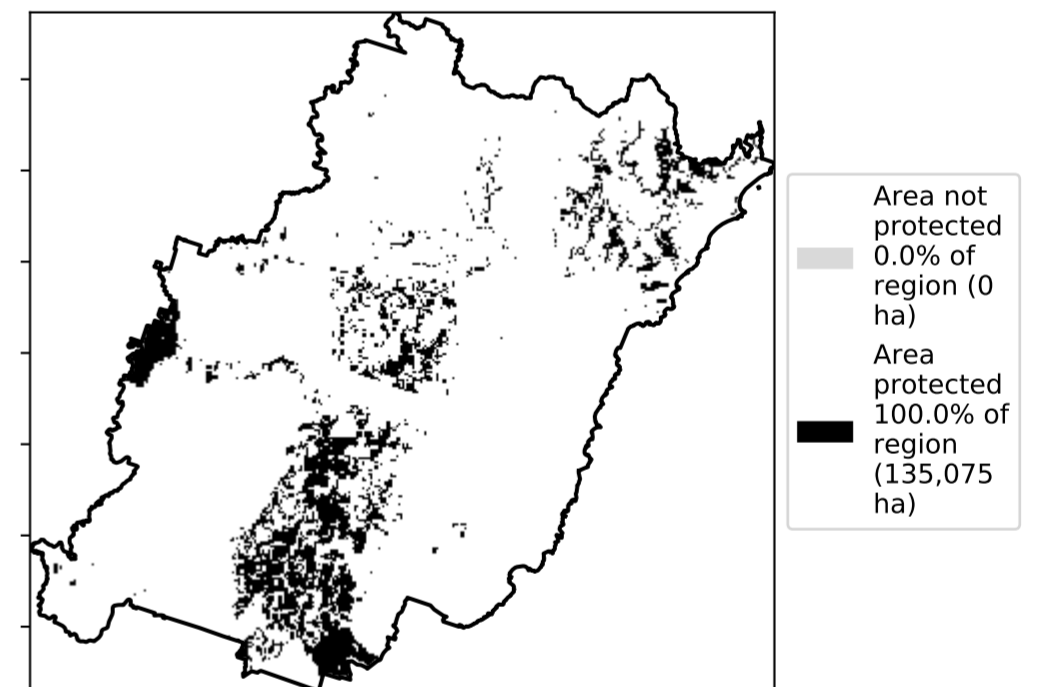 Area not
protected
0.0% of
region (0
ha)
Area
protected
100.0% of
region
(135,075
ha)